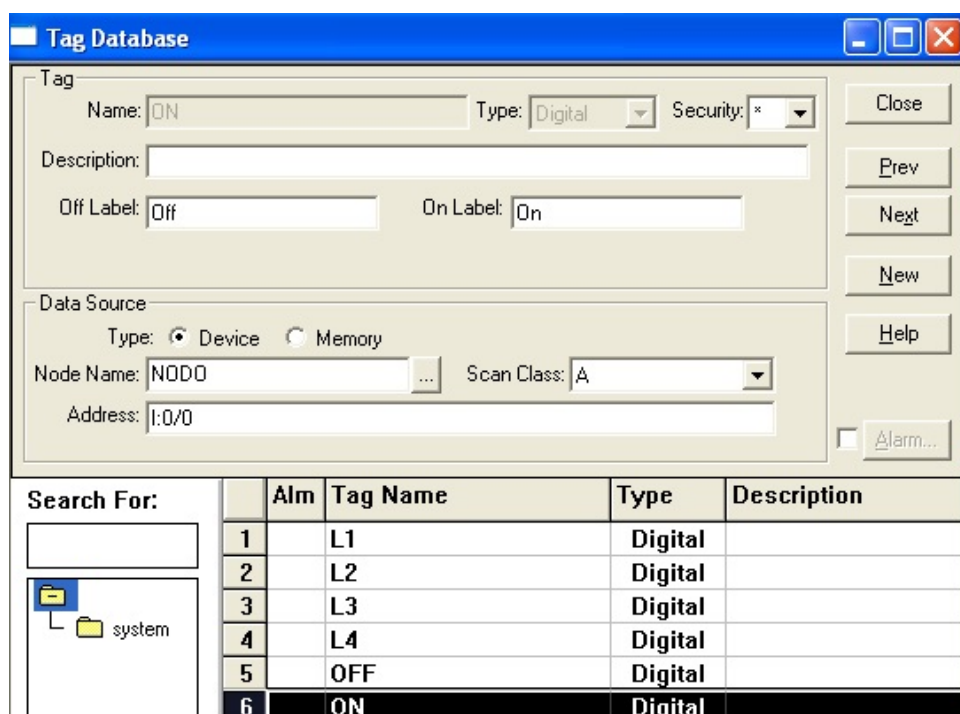 Tag Database
Tag
Name: ON Type: Digital Security: *
Close
Description:
Prev
Off Label: Off On Label: On
Next
New
Data Source
Type: Device Memory
Help
Node Name: NODO ... Scan Class: A
Address: I:0/0
Alarm...
Search For:
system
Alm Tag Name Type Description
1 L1 Digital
2 L2 Digital
3 L3 Digital
4 L4 Digital
5 OFF Digital
6 ON Digital